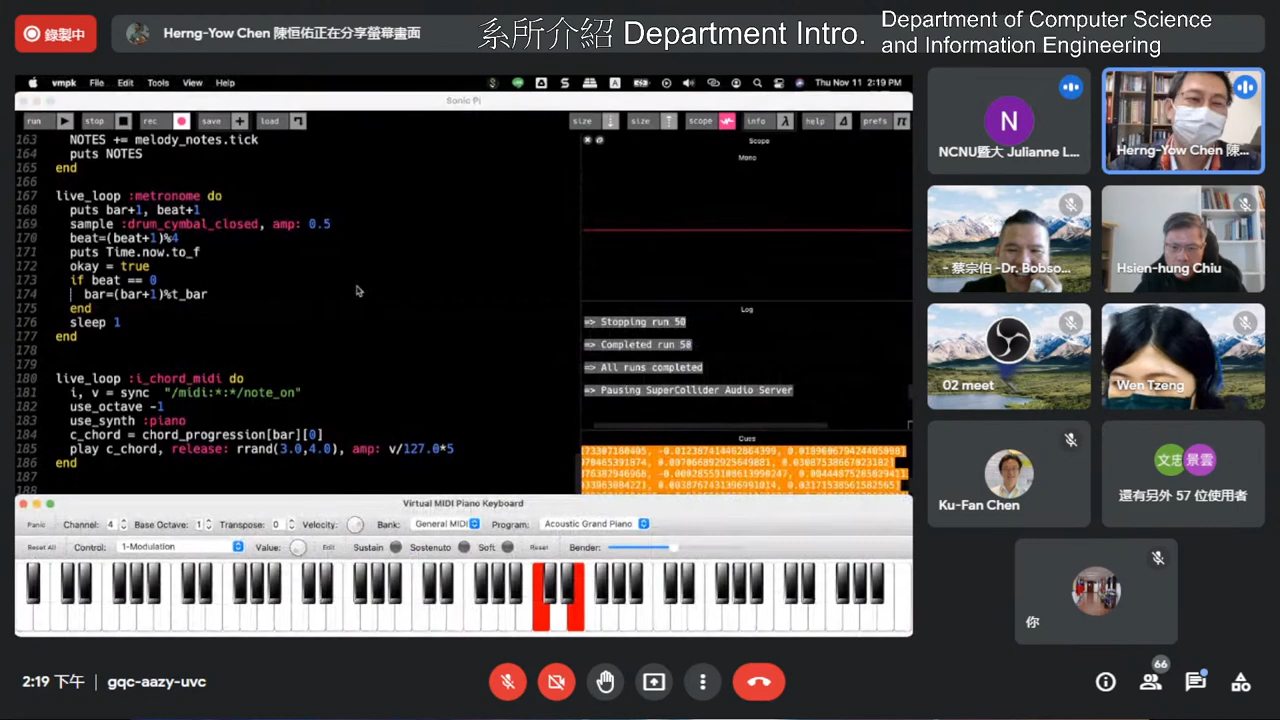 錄製中
Herng-Yow Chen 陳恒佑正在分享螢幕畫面
系所介紹 Department Intro.
Department of Computer Science
and Information Engineering
vmpk File Edit Tools View Help
Thu Nov 11 2:19 PM
Sonic Pi
run stop rec save load
size size scope info help prefs
163 NOTES += melody_notes.tick
164 puts NOTES
165 end
166
167 live_loop :metronome do
168 puts bar+1, beat+1
169 sample :drum_cymbal_closed, amp: 0.5
170 beat=(beat+1)%4
171 puts Time.now.to_f
172 okay = true
173 if beat == 0
174 bar=(bar+1)%t_bar
175 end
176 sleep 1
177 end
178
179
180 live_loop :i_chord_midi do
181 i, v = sync "/midi:*:*/note_on"
182 use_octave -1
183 use_synth :piano
184 c_chord = chord_progression[bar][0]
185 play c_chord, release: rrand(3.0,4.0), amp: v/127.0*5
186 end
187
188
Scope
Mono
Log
=> Stopping run 50
=> Completed run 50
=> All runs completed
=> Pausing SuperCollider Audio Server
Cues
Virtual MIDI Piano Keyboard
Panic Channel: 4 Base Octave: 1 Transpose: 0 Velocity: Bank: General MIDI Program: Acoustic Grand Piano
Reset All Control: 1-Modulation Value: Edit Sustain Sostenuto Soft Reset Bender:
N
NCNU暨大 Julianne L...
Herng-Yow Chen 陳...
- 蔡宗伯 -Dr. Bobso...
Hsien-hung Chiu
02 meet
Wen Tzeng
Ku-Fan Chen
文忠 景雲
還有另外 57 位使用者
你
2:19 下午 | gqc-aazy-uvc
66